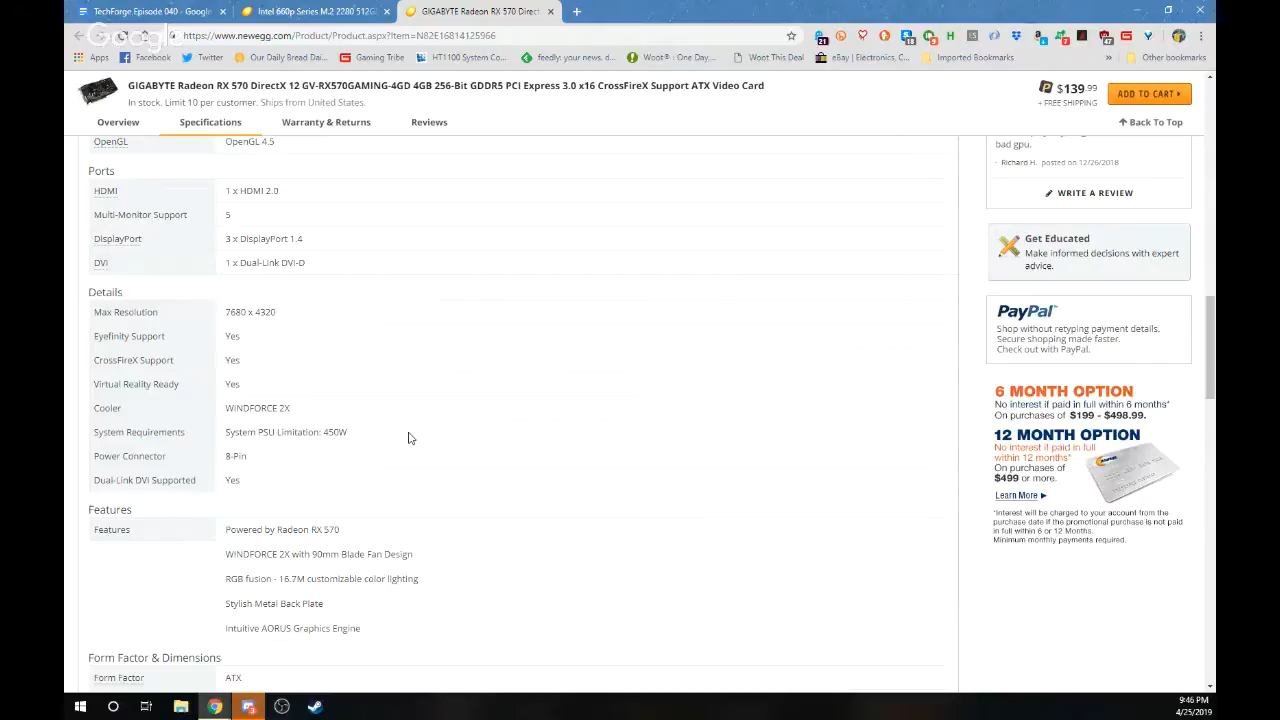 TechForge Episode 040 - Google
Intel 660p Series M.2 2280 512G
GIGABYTE Radeon RX 570 Direct
Google
https://www.newegg.com/Product/Product.aspx?Item=N82E16814125966
Apps
Facebook
Twitter
Our Daily Bread Dai...
Gaming Tribe
HT1100 System Co...
feedly: your news. d...
Woot! : One Day,...
Woot This Deal
eBay | Electronics, C...
Imported Bookmarks
»
Other bookmarks
GIGABYTE Radeon RX 570 DirectX 12 GV-RX570GAMING-4GD 4GB 256-Bit GDDR5 PCI Express 3.0 x16 CrossFireX Support ATX Video Card
In stock. Limit 10 per customer. Ships from United States.
$139.99
+ FREE SHIPPING
ADD TO CART
Overview
Specifications
Warranty & Returns
Reviews
Back To Top
OpenGL OpenGL 4.5
Ports
HDMI 1 x HDMI 2.0
Multi-Monitor Support 5
DisplayPort 3 x DisplayPort 1.4
DVI 1 x Dual-Link DVI-D
Details
Max Resolution 7680 x 4320
Eyefinity Support Yes
CrossFireX Support Yes
Virtual Reality Ready Yes
Cooler WINDFORCE 2X
System Requirements System PSU Limitation: 450W
Power Connector 8-Pin
Dual-Link DVI Supported Yes
Features
Features Powered by Radeon RX 570
WINDFORCE 2X with 90mm Blade Fan Design
RGB fusion - 16.7M customizable color lighting
Stylish Metal Back Plate
Intuitive AORUS Graphics Engine
Form Factor & Dimensions
Form Factor ATX
bad gpu.
- Richard H. posted on 12/26/2018
WRITE A REVIEW
Get Educated
Make informed decisions with expert
advice.
PayPal™
Shop without retyping payment details.
Secure shopping made faster.
Check out with PayPal.
6 MONTH OPTION
No interest if paid in full within 6 months*
On purchases of $199 - $498.99.
12 MONTH OPTION
No interest if paid in full
within 12 months*
On purchases of
$499 or more.
Learn More
*Interest will be charged to your account from the
purchase date if the promotional purchase is not paid
in full within 6 or 12 Months.
Minimum monthly payments required.
9:46 PM
4/25/2019